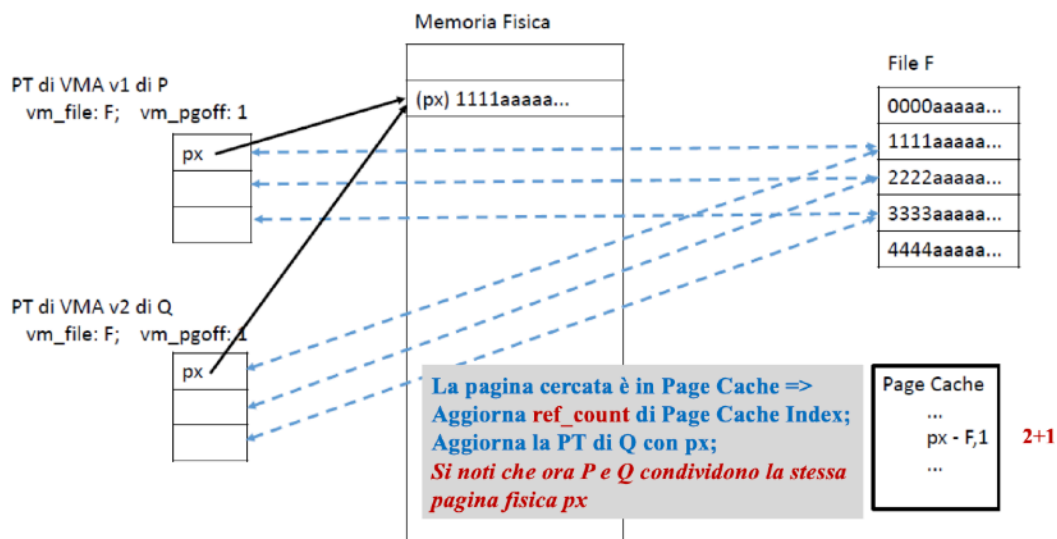 Memoria Fisica
PT di VMA v1 di P
vm_file: F; vm_pgoff: 1
px
(px) 1111aaaaa...
File F
0000aaaaa...
1111aaaaa...
2222aaaaa...
3333aaaaa...
4444aaaaa...
PT di VMA v2 di Q
vm_file: F; vm_pgoff: 1
px
La pagina cercata è in Page Cache =>
Aggiorna ref_count di Page Cache Index;
Aggiorna la PT di Q con px;
Si noti che ora P e Q condividono la stessa
pagina fisica px
Page Cache
...
px - F,1
...
2+1